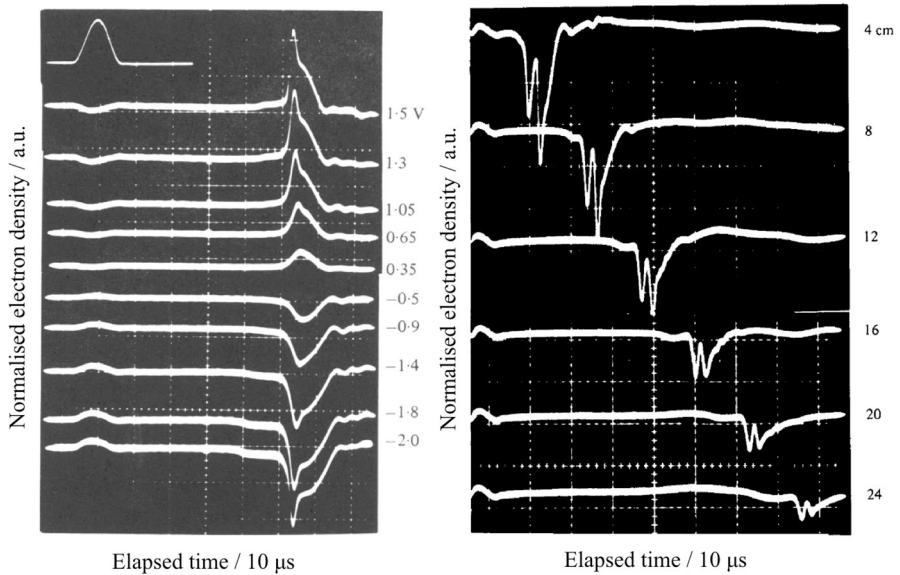 Normalised electron density / a.u.
1·5 V
1·3
1·05
0·65
0·35
−0·5
−0·9
−1·4
−1·8
−2·0
Elapsed time / 10 μs
Normalised electron density / a.u.
4 cm
8
12
16
20
24
Elapsed time / 10 μs